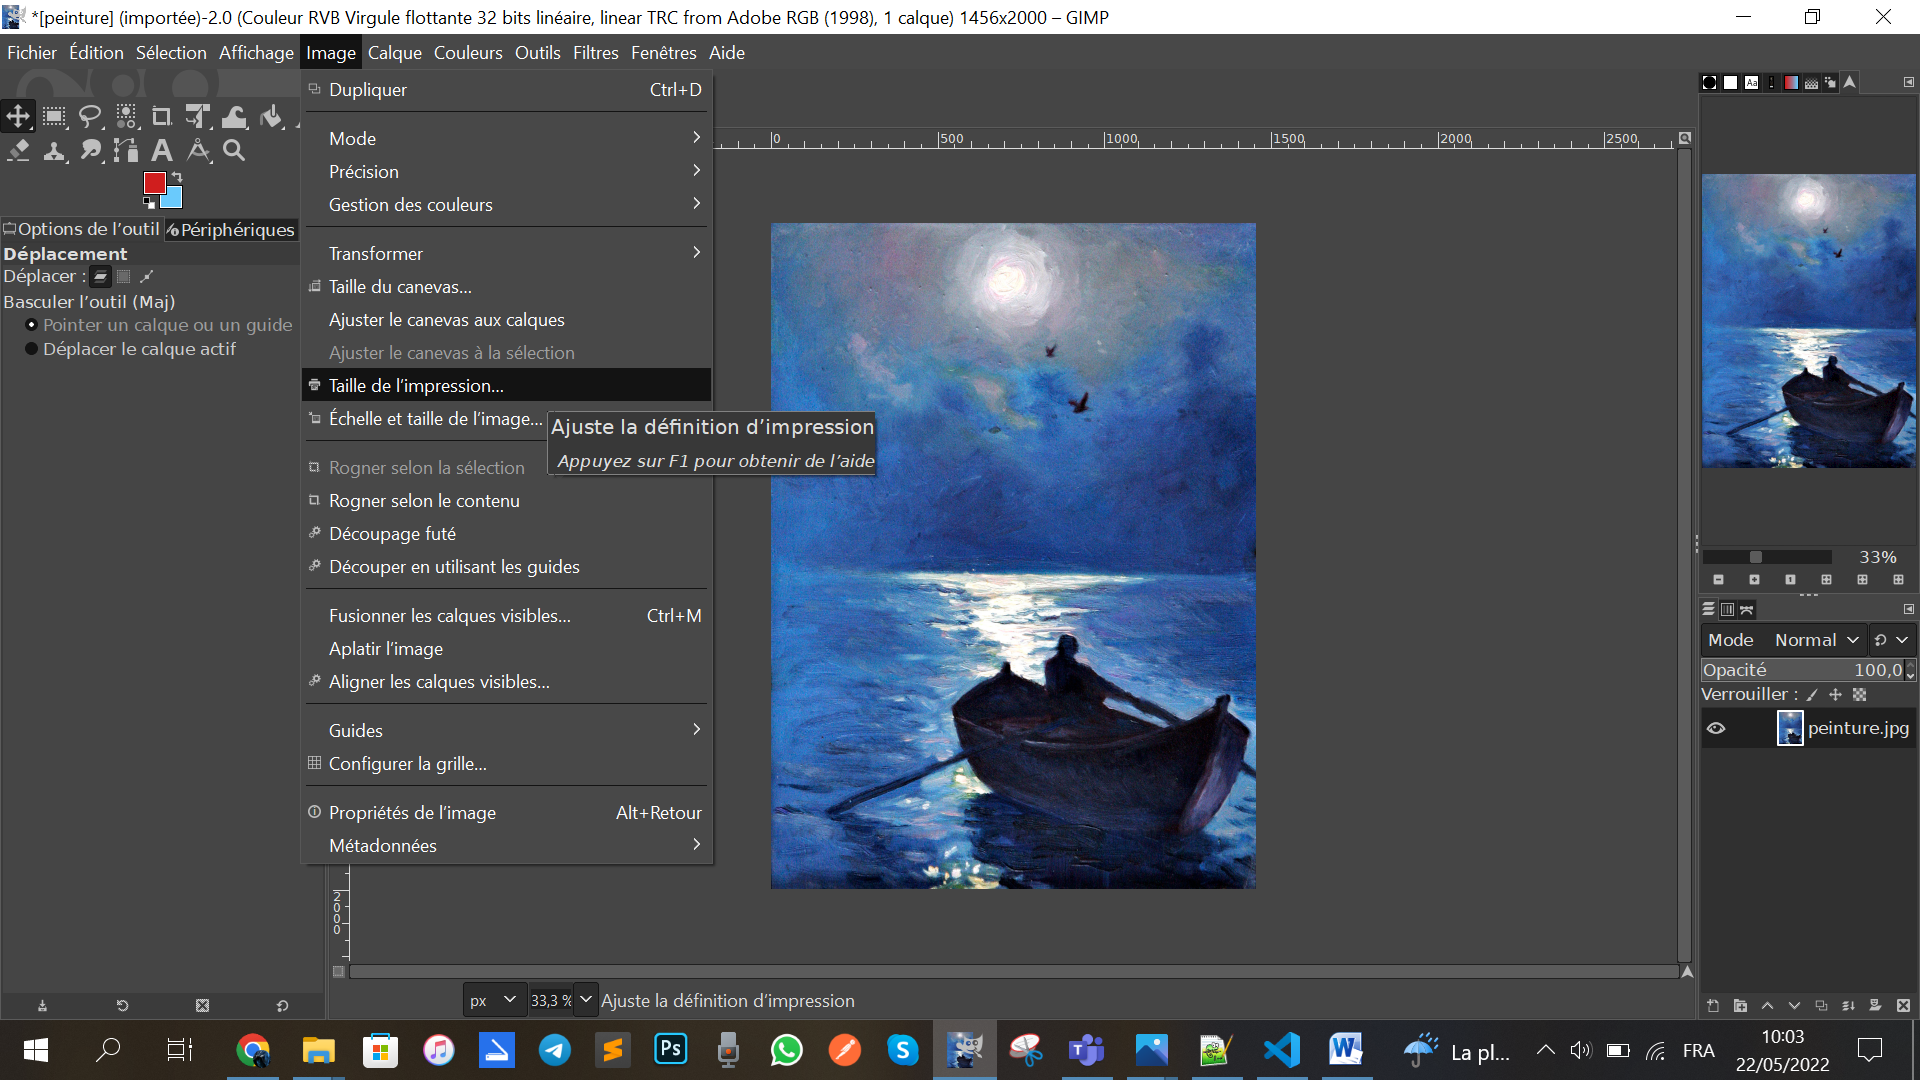 *[peinture] (importée)-2.0 (Couleur RVB Virgule flottante 32 bits linéaire, linear TRC from Adobe RGB (1998), 1 calque) 1456x2000 – GIMP
Fichier Édition Sélection Affichage Image Calque Couleurs Outils Filtres Fenêtres Aide
Dupliquer Ctrl+D
Mode
Précision
Gestion des couleurs
Transformer
Taille du canevas...
Ajuster le canevas aux calques
Ajuster le canevas à la sélection
Taille de l'impression...
Échelle et taille de l'image...
Rogner selon la sélection
Rogner selon le contenu
Découpage futé
Découper en utilisant les guides
Fusionner les calques visibles... Ctrl+M
Aplatir l'image
Aligner les calques visibles...
Guides
Configurer la grille...
Propriétés de l'image Alt+Retour
Métadonnées
Ajuste la définition d'impression
Appuyez sur F1 pour obtenir de l'aide
Options de l'outil Périphériques
Déplacement
Déplacer :
Basculer l'outil (Maj)
Pointer un calque ou un guide
Déplacer le calque actif
0 500 1000 1500 2000 2500
2000
Aa
33%
Mode Normal
Opacité 100,0
Verrouiller :
peinture.jpg
px 33,3 % Ajuste la définition d'impression
Ps
La pl...
FRA
10:03
22/05/2022